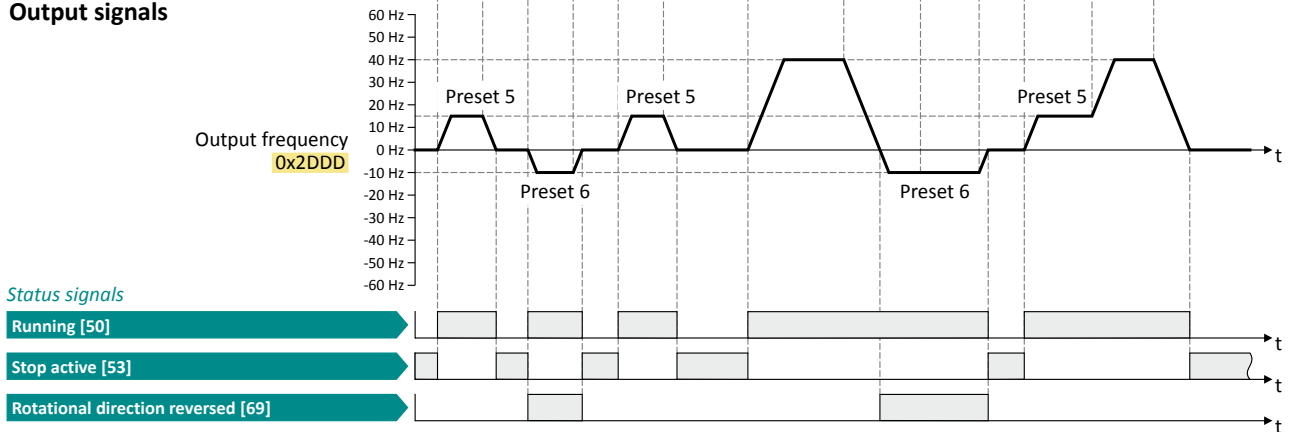 Output signals
60 Hz
50 Hz
40 Hz
30 Hz
20 Hz
10 Hz
0 Hz
-10 Hz
-20 Hz
-30 Hz
-40 Hz
-50 Hz
-60 Hz
Output frequency
0x2DDD
Preset 5
Preset 5
Preset 5
Preset 6
Preset 6
t
Status signals
Running [50]
t
Stop active [53]
t
Rotational direction reversed [69]
t